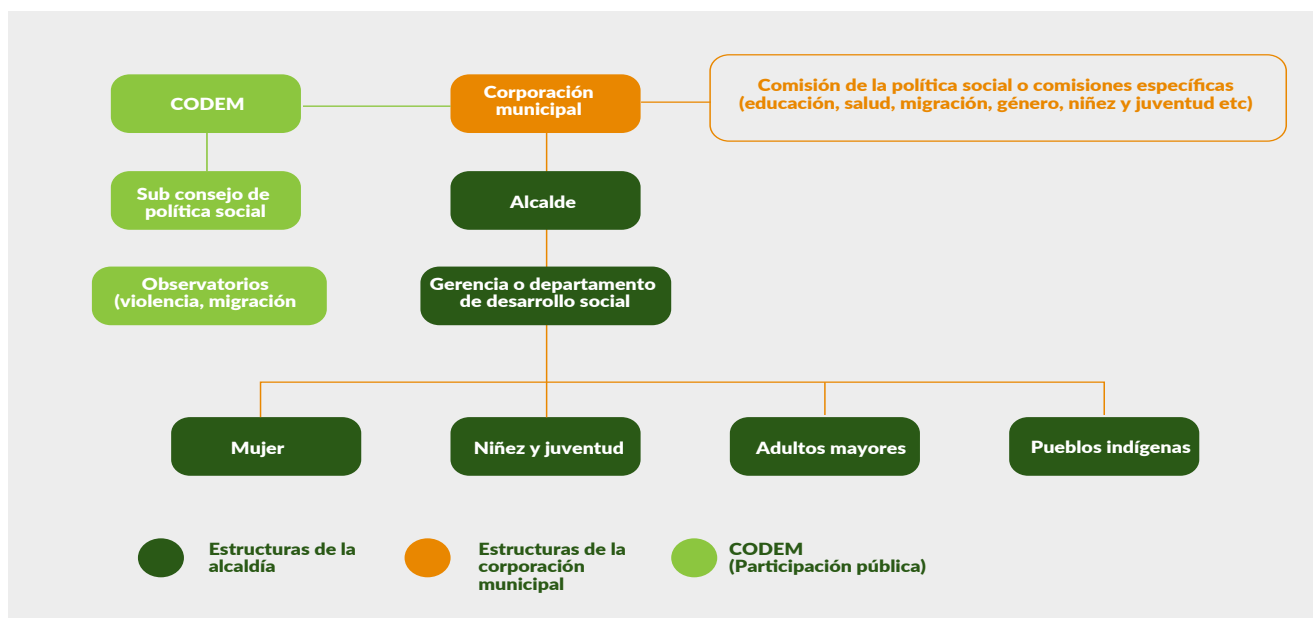 CODEM
Corporación
municipal
Comisión de la política social o comisiones específicas
(educación, salud, migración, género, niñez y juventud etc)
Sub consejo de
política social
Alcalde
Observatorios
(violencia, migración
Gerencia o departamento
de desarrollo social
Mujer
Niñez y juventud
Adultos mayores
Pueblos indígenas
Estructuras de la
alcaldía
Estructuras de la
corporación
municipal
CODEM
(Participación pública)